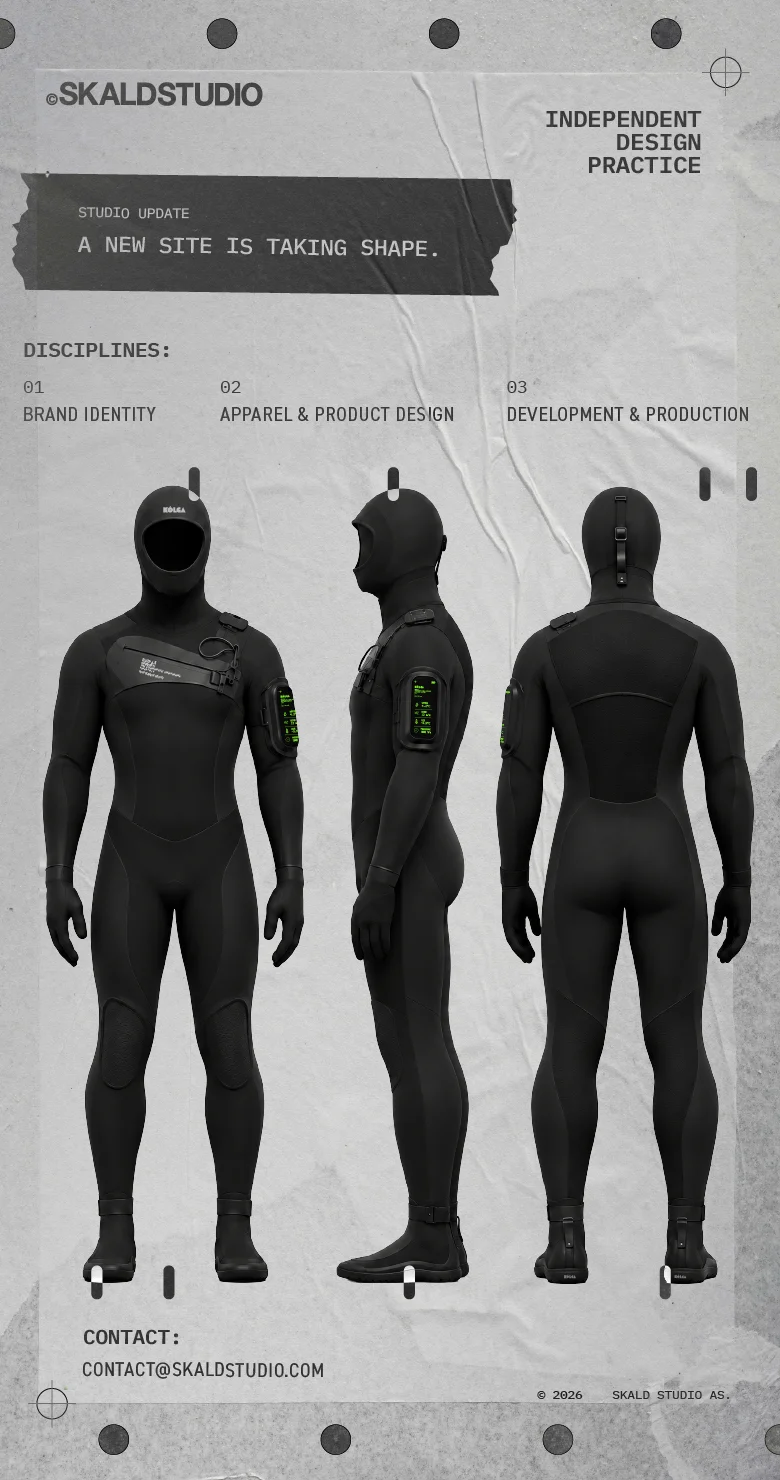 ©SKALDSTUDIO
INDEPENDENT
DESIGN
PRACTICE
STUDIO UPDATE
A NEW SITE IS TAKING SHAPE.
DISCIPLINES:
01
BRAND IDENTITY
02
APPAREL & PRODUCT DESIGN
03
DEVELOPMENT & PRODUCTION
KÓLGA
CONTACT:
CONTACT@SKALDSTUDIO.COM
© 2026 SKALD STUDIO AS.